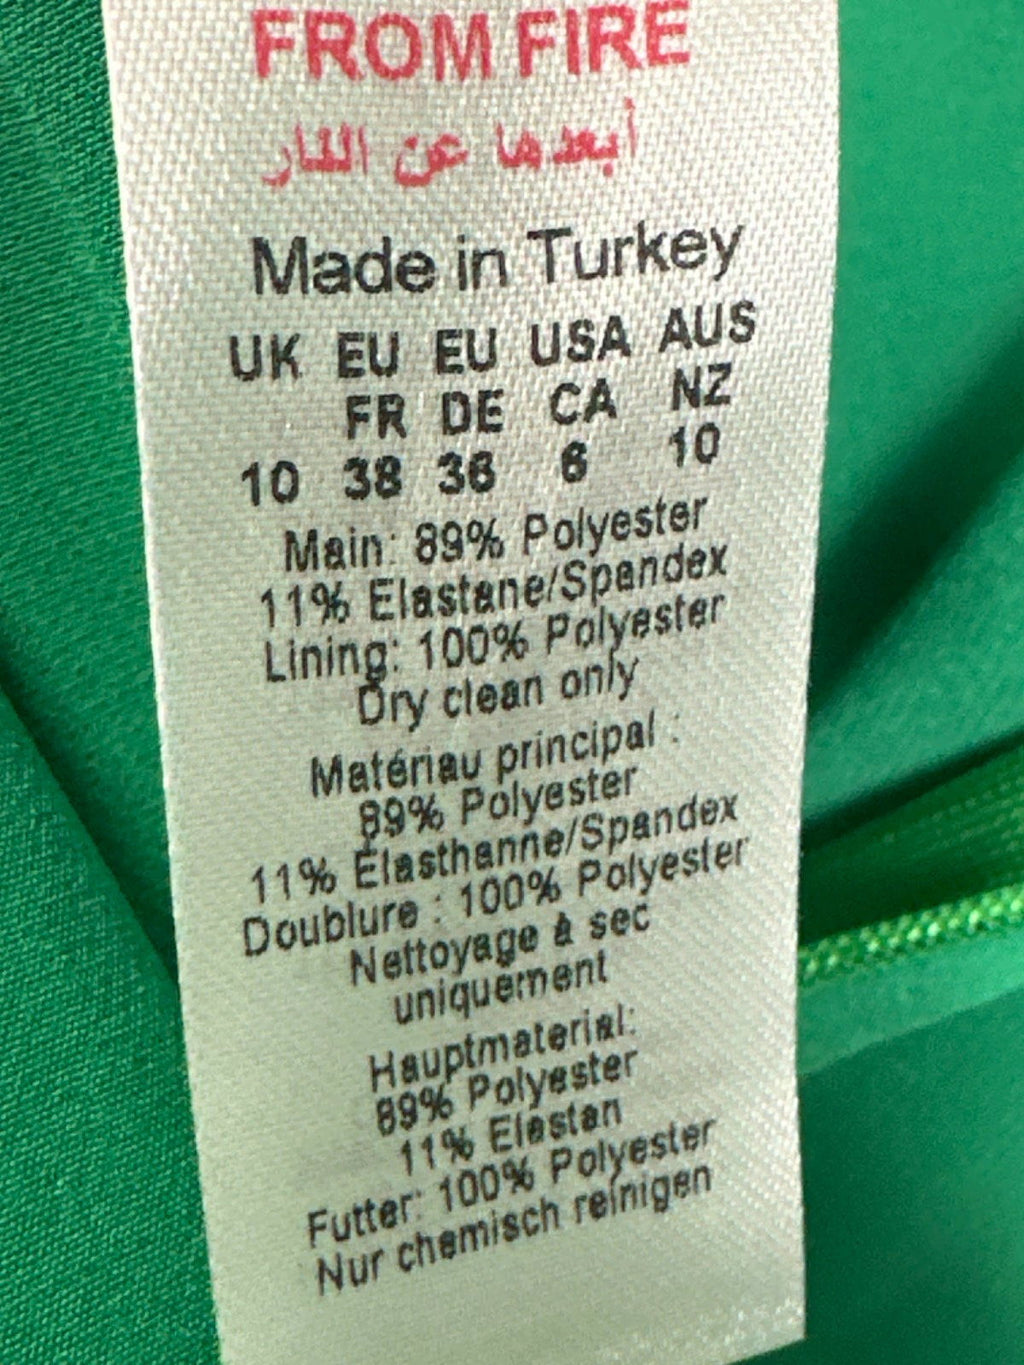 FROM FIRE
أبعدها عن النار
Made in Turkey
UK EU EU USA AUS
FR DE CA NZ
10 38 36 6 10
Main: 89% Polyester
11% Elastane/Spandex
Lining: 100% Polyester
Dry clean only
Matériau principal :
89% Polyester
11% Élasthanne/Spandex
Doublure : 100% Polyester
Nettoyage à sec
uniquement
Hauptmaterial:
89% Polyester
11% Elastan
Futter: 100% Polyester
Nur chemisch reinigen